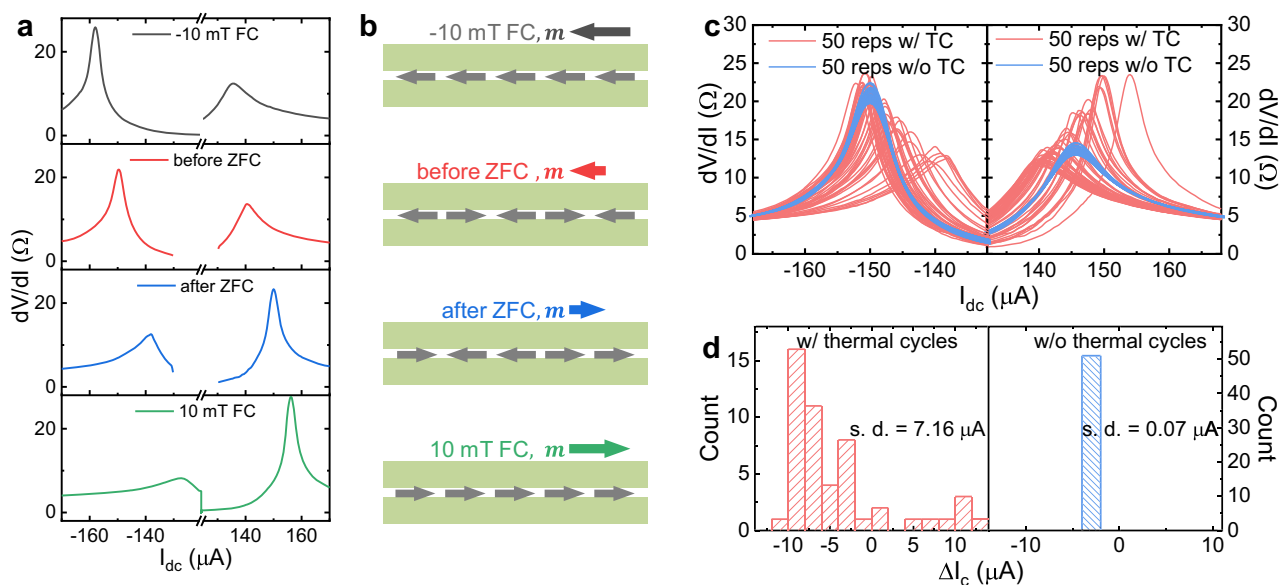 a
-10 mT FC
before ZFC
after ZFC
10 mT FC
20
0
20
0
20
0
20
0
dV/dI (Ω)
-160 -140 140 160
I_dc (μA)
b
-10 mT FC, m
before ZFC , m
after ZFC, m
10 mT FC, m
c
50 reps w/ TC
50 reps w/o TC
50 reps w/ TC
50 reps w/o TC
30
25
20
15
10
5
0
dV/dI (Ω)
30
25
20
15
10
5
0
dV/dI (Ω)
-160 -150 -140 140 150 160
I_dc (μA)
d
w/ thermal cycles
w/o thermal cycles
s. d. = 7.16 μA
s. d. = 0.07 μA
15
10
5
0
Count
50
40
30
20
10
0
Count
-10 -5 0 5 10 -10 0 10
ΔI_c (μA)